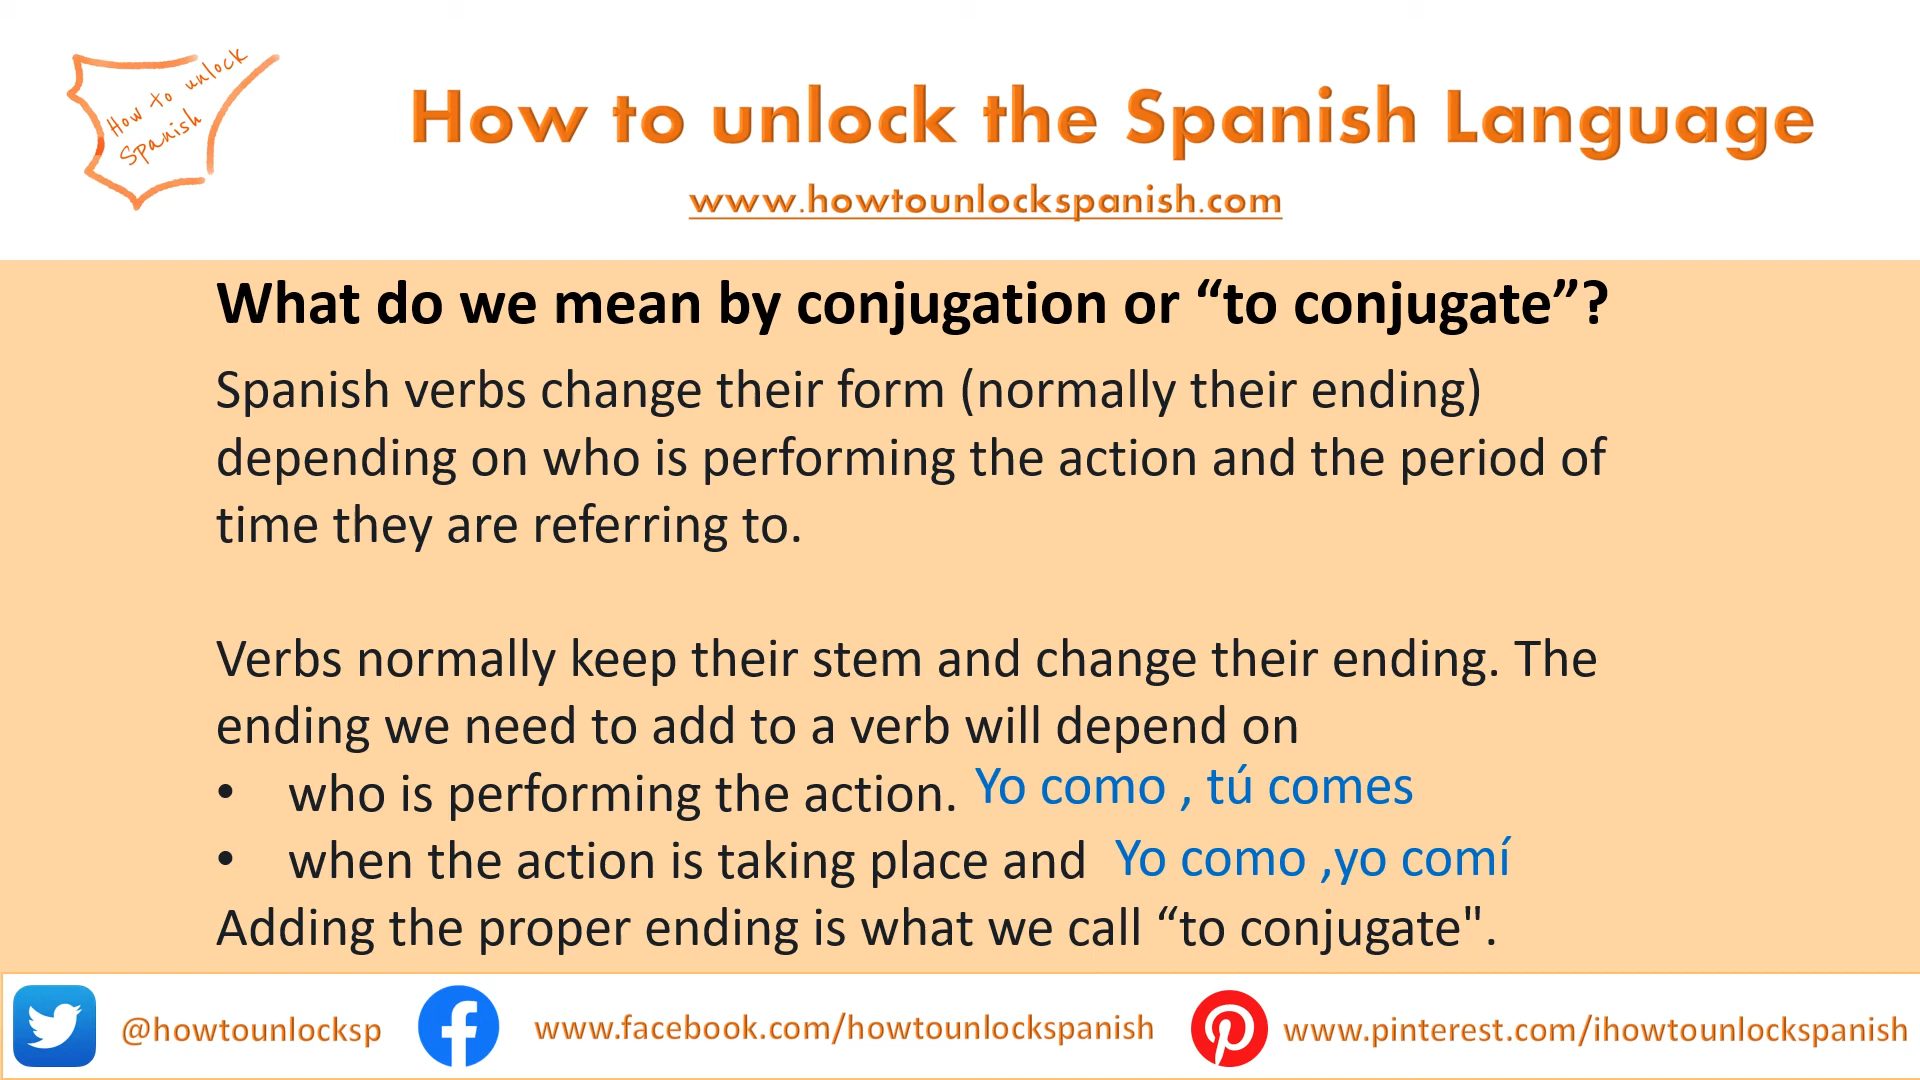 How to unlock
Spanish
How to unlock the Spanish Language
www.howtounlockspanish.com
What do we mean by conjugation or “to conjugate”?
Spanish verbs change their form (normally their ending)
depending on who is performing the action and the period of
time they are referring to.
Verbs normally keep their stem and change their ending. The
ending we need to add to a verb will depend on
• who is performing the action. Yo como , tú comes
• when the action is taking place and Yo como ,yo comí
Adding the proper ending is what we call “to conjugate".
@howtounlocksp www.facebook.com/howtounlockspanish www.pinterest.com/ihowtounlockspanish